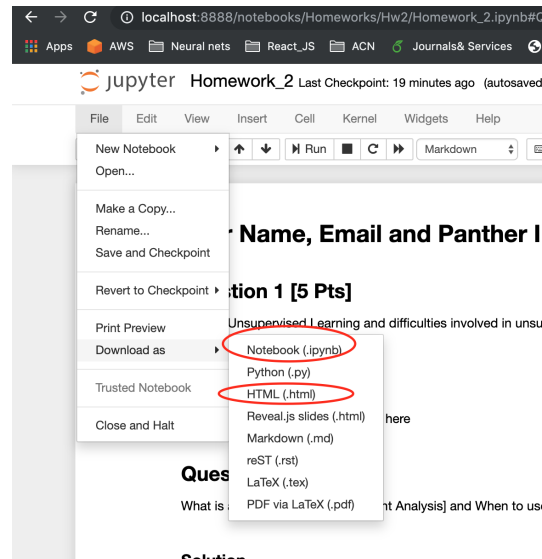 localhost:8888/notebooks/Homeworks/Hw2/Homework_2.ipynb#
Apps AWS Neural nets React_JS ACN Journals& Services
jupyter Homework_2 Last Checkpoint: 19 minutes ago (autosaved
File Edit View Insert Cell Kernel Widgets Help
Run Markdown
New Notebook
Open...
Make a Copy...
Rename...
Save and Checkpoint
Revert to Checkpoint
Print Preview
Download as
Trusted Notebook
Close and Halt
Notebook (.ipynb)
Python (.py)
HTML (.html)
Reveal.js slides (.html)
Markdown (.md)
reST (.rst)
LaTeX (.tex)
PDF via LaTeX (.pdf)
Name, Email and Panther I
tion 1 [5 Pts]
Unsupervised Learning and difficulties involved in unsu
here
Ques
What is
nt Analysis] and When to us